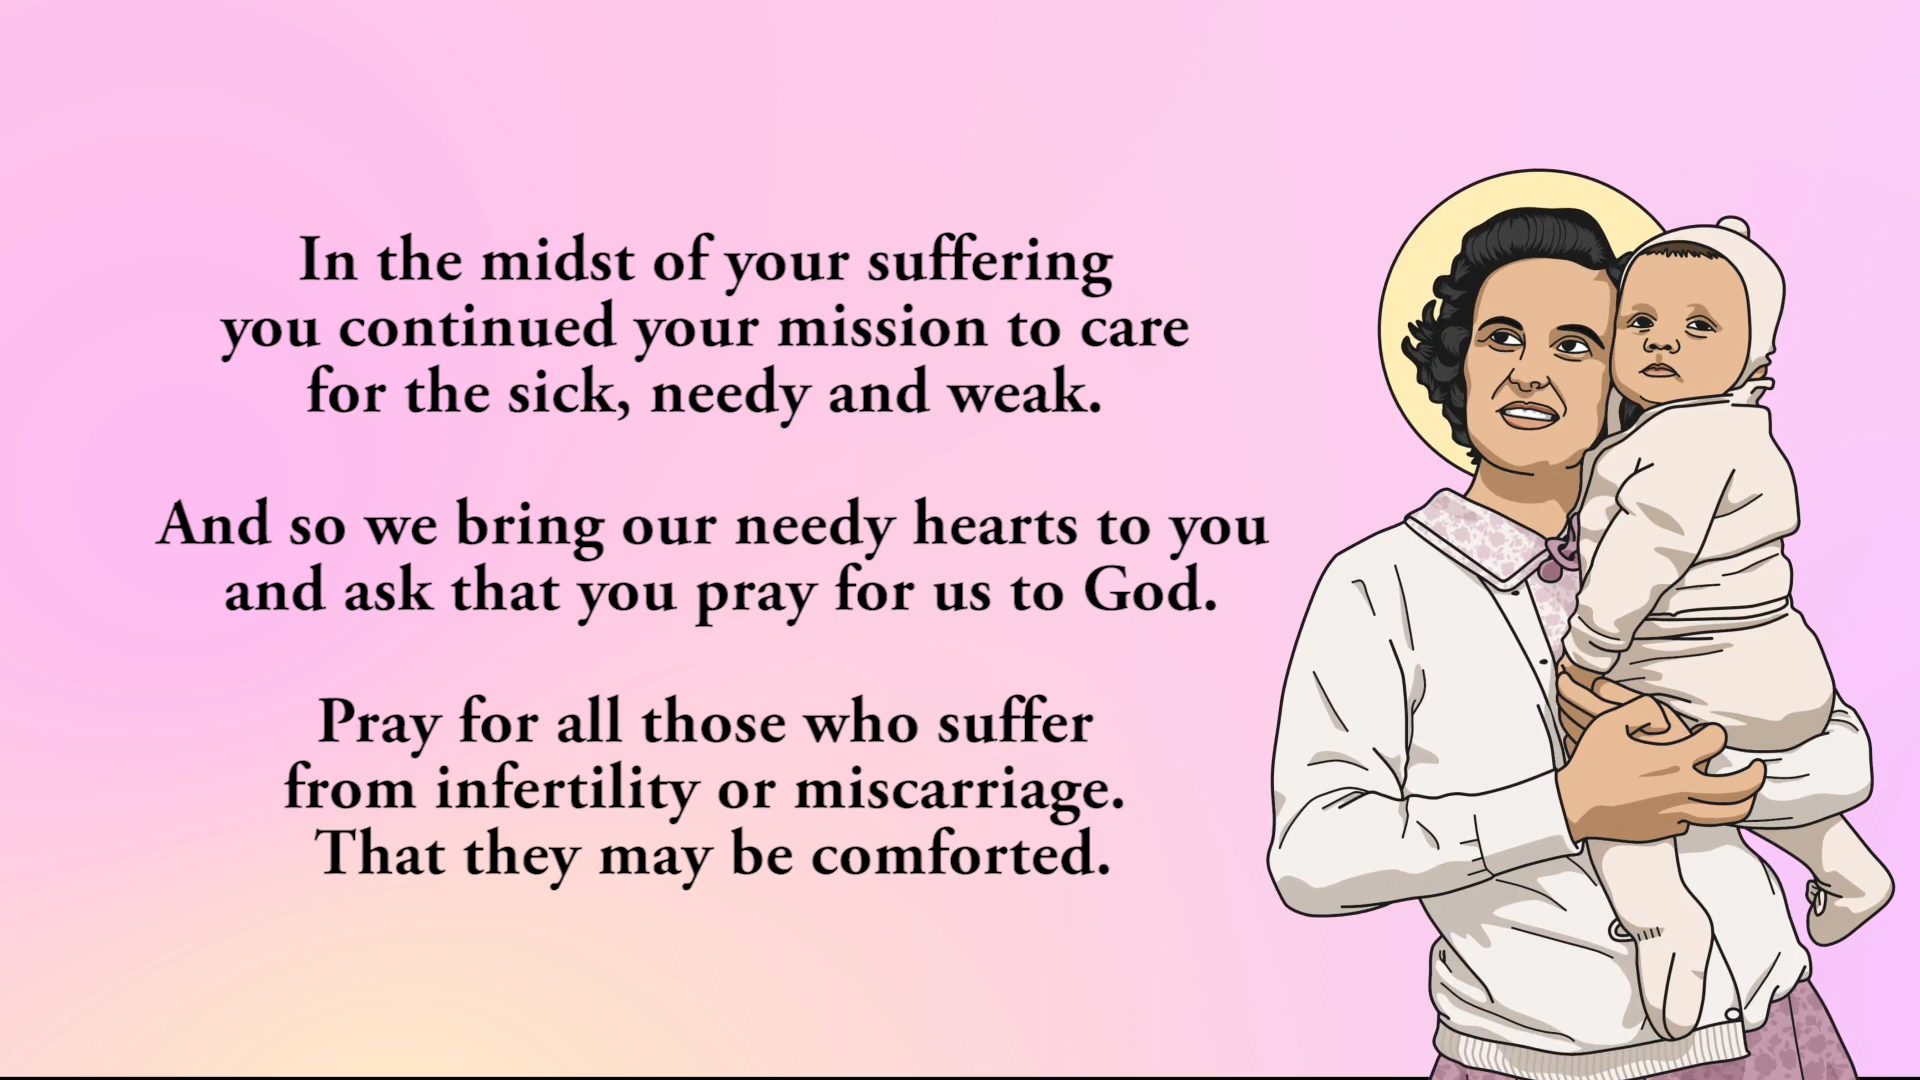 In the midst of your suffering
you continued your mission to care
for the sick, needy and weak.
And so we bring our needy hearts to you
and ask that you pray for us to God.
Pray for all those who suffer
from infertility or miscarriage.
That they may be comforted.